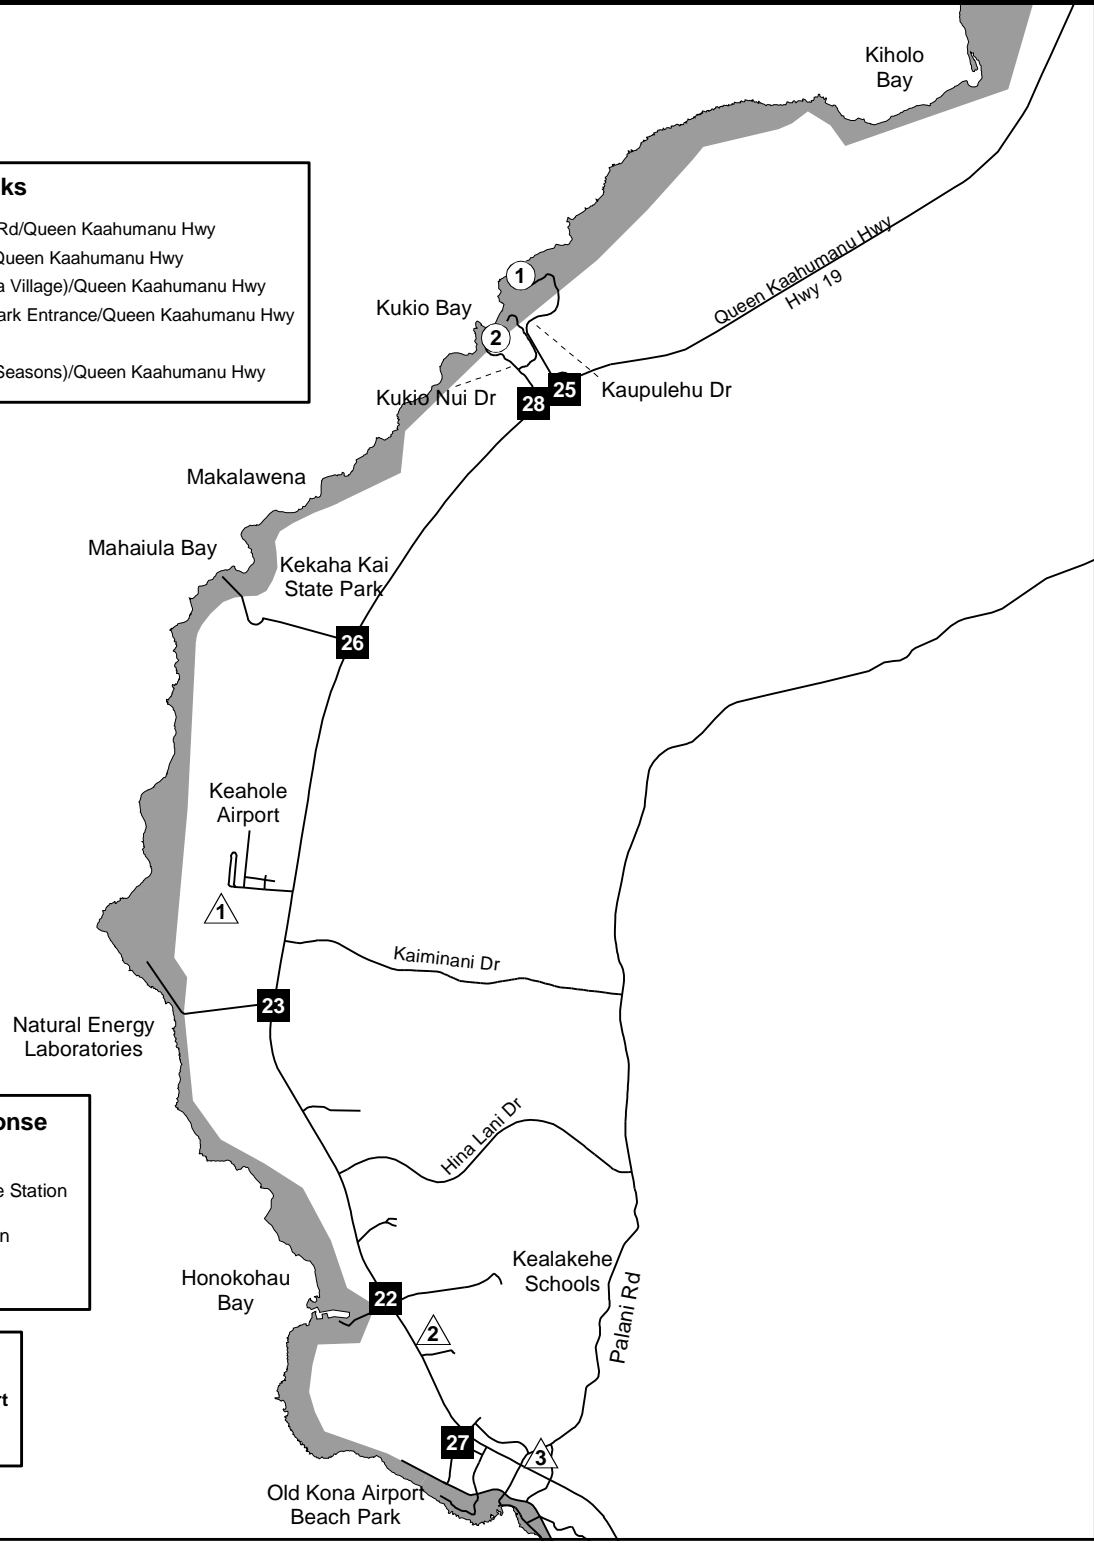 Kiholo
Bay
ks
Rd/Queen Kaahumanu Hwy
Queen Kaahumanu Hwy
a Village)/Queen Kaahumanu Hwy
ark Entrance/Queen Kaahumanu Hwy
Seasons)/Queen Kaahumanu Hwy
Queen Kaahumanu Hwy
Hwy 19
1
Kukio Bay
2
25
Kukio Nui Dr
28
Kaupulehu Dr
Makalawena
Mahaiula Bay
Kekaha Kai
State Park
26
Keahole
Airport
1
Kaiminani Dr
23
Natural Energy
Laboratories
onse
e Station
n
Hina Lani Dr
Kealakehe
Schools
Honokohau
Bay
22
2
Palani Rd
rt
27
3
Old Kona Airport
Beach Park